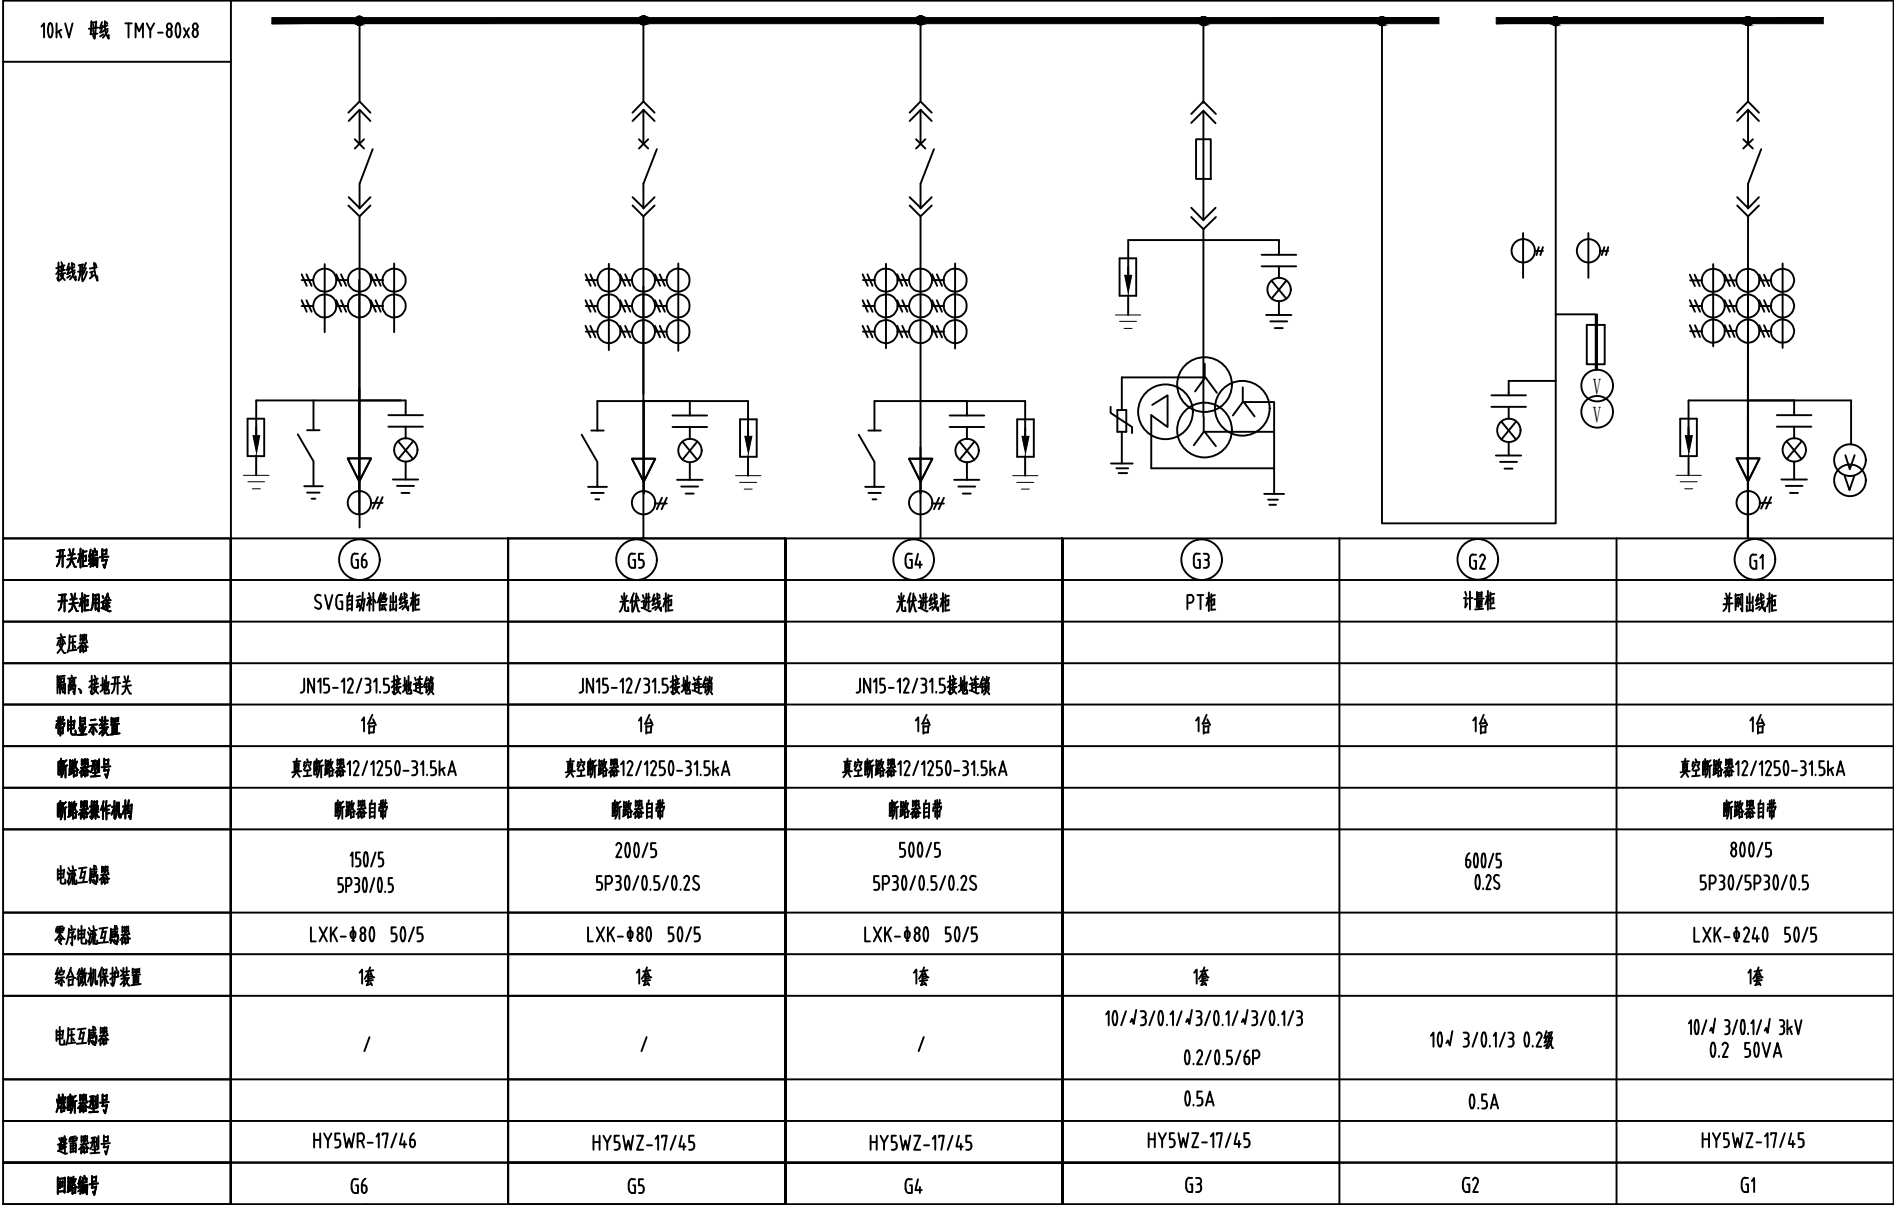 10kV 母线 TMY-80x8
接线形式
V
V
V
V
开关柜编号 G6 G5 G4 G3 G2 G1
开关柜用途 SVG自动补偿出线柜 光伏进线柜 光伏进线柜 PT柜 计量柜 并网出线柜
变压器
隔离、接地开关 JN15-12/31.5接地连锁 JN15-12/31.5接地连锁 JN15-12/31.5接地连锁
带电显示装置 1台 1台 1台 1台 1台 1台
断路器型号 真空断路器12/1250-31.5kA 真空断路器12/1250-31.5kA 真空断路器12/1250-31.5kA 真空断路器12/1250-31.5kA
断路器操作机构 断路器自带 断路器自带 断路器自带 断路器自带
电流互感器
150/5 200/5 500/5 600/5 800/5
5P30/0.5 5P30/0.5/0.2S 5P30/0.5/0.2S 0.2S 5P30/5P30/0.5
零序电流互感器 LXK-Φ80 50/5 LXK-Φ80 50/5 LXK-Φ80 50/5 LXK-Φ240 50/5
综合微机保护装置 1套 1套 1套 1套 1套
电压互感器 / / /
10/√3/0.1/√3/0.1/√3/0.1/3 10√ 3/0.1/3 0.2级 10/√ 3/0.1/√ 3kV
0.2/0.5/6P 0.2 50VA
熔断器型号 0.5A 0.5A
避雷器型号 HY5WR-17/46 HY5WZ-17/45 HY5WZ-17/45 HY5WZ-17/45 HY5WZ-17/45
回路编号 G6 G5 G4 G3 G2 G1